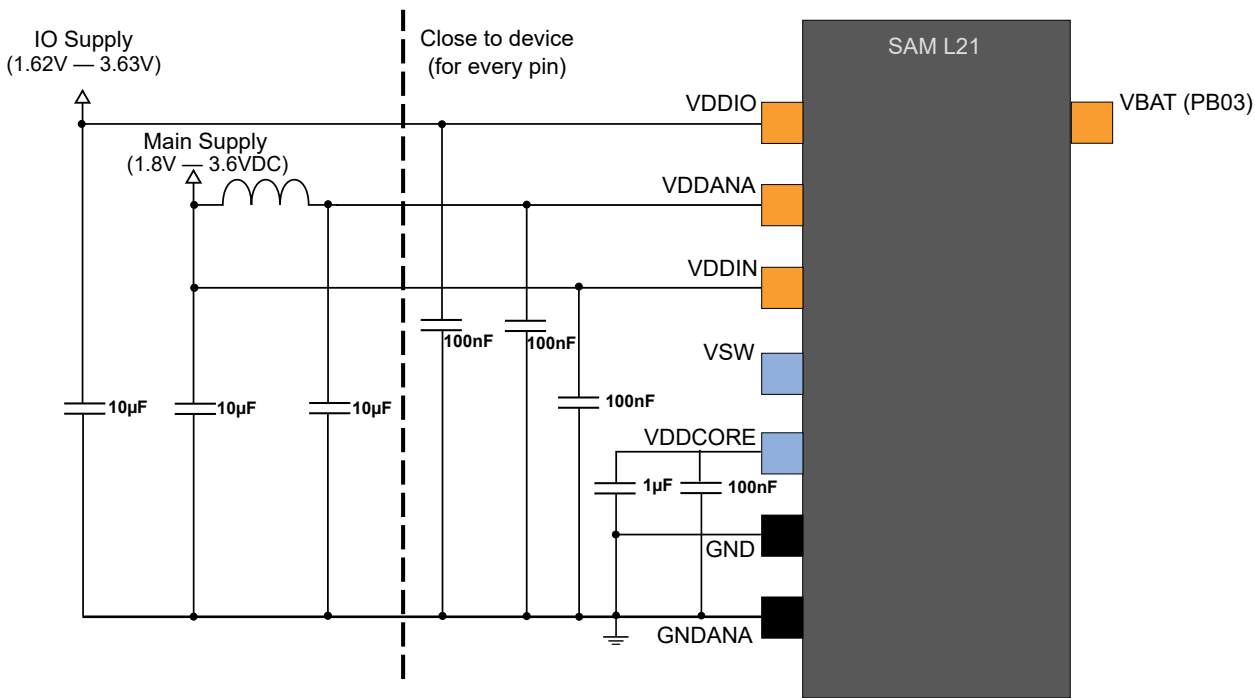 IO Supply
(1.62V — 3.63V)
Close to device
(for every pin)
SAM L21
VDDIO
VBAT (PB03)
Main Supply
(1.8V — 3.6VDC)
VDDANA
VDDIN
100nF
100nF
VSW
10µF
10µF
10µF
100nF
VDDCORE
1µF
100nF
GND
GNDANA